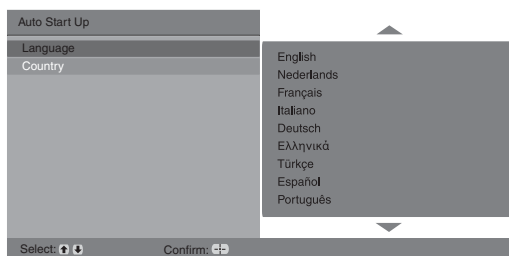 Auto Start Up
Language
Country
English
Nederlands
Français
Italiano
Deutsch
Ελληνικά
Türkçe
Español
Português
Select: Confirm: